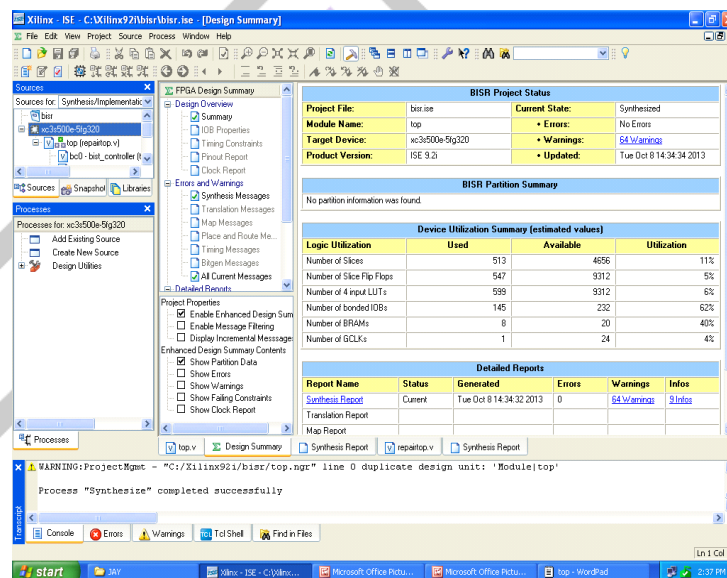 Xilinx - ISE - C:\Xilinx92i\bisr\bisr.ise - [Design Summary]
File Edit View Project Source Process Window Help
Sources
Sources for: Synthesis/Implementatic
bisr
xc3s500e-5fg320
top (repairtop.v)
bc0 - bist_controller (t
Sources Snapshot Libraries
Processes
Processes for: xc3s500e-5fg320
Add Existing Source
Create New Source
Design Utilities
Processes
FPGA Design Summary
Design Overview
Summary
IOB Properties
Timing Constraints
Pinout Report
Clock Report
Errors and Warnings
Synthesis Messages
Translation Messages
Map Messages
Place and Route Me...
Timing Messages
Bitgen Messages
All Current Messages
Detailed Reports
Project Properties
Enable Enhanced Design Sum
Enable Message Filtering
Display Incremental Messages
Enhanced Design Summary Contents
Show Partition Data
Show Errors
Show Warnings
Show Failing Constraints
Show Clock Report
BISR Project Status
Project File: bisr.ise Current State: Synthesized
Module Name: top • Errors: No Errors
Target Device: xc3s500e-5fg320 • Warnings: 64 Warnings
Product Version: ISE 9.2i • Updated: Tue Oct 8 14:34:34 2013
BISR Partition Summary
No partition information was found.
Device Utilization Summary (estimated values)
Logic Utilization Used Available Utilization
Number of Slices 513 4656 11%
Number of Slice Flip Flops 547 9312 5%
Number of 4 input LUTs 599 9312 6%
Number of bonded IOBs 145 232 62%
Number of BRAMs 8 20 40%
Number of GCLKs 1 24 4%
Detailed Reports
Report Name Status Generated Errors Warnings Infos
Synthesis Report Current Tue Oct 8 14:34:32 2013 0 64 Warnings 9 Infos
Translation Report
Map Report
top.v Design Summary Synthesis Report repairtop.v Synthesis Report
WARNING:ProjectMgmt - "C:/Xilinx92i/bisr/top.ngr" line 0 duplicate design unit: 'Module|top'
Process "Synthesize" completed successfully
Transcript
Console Errors Warnings Tcl Shell Find in Files
Ln 1 Col
start JAY Xilinx - ISE - C:\Xilinx... Microsoft Office Pictu... Microsoft Office Pictu... top - WordPad 2:37 PM